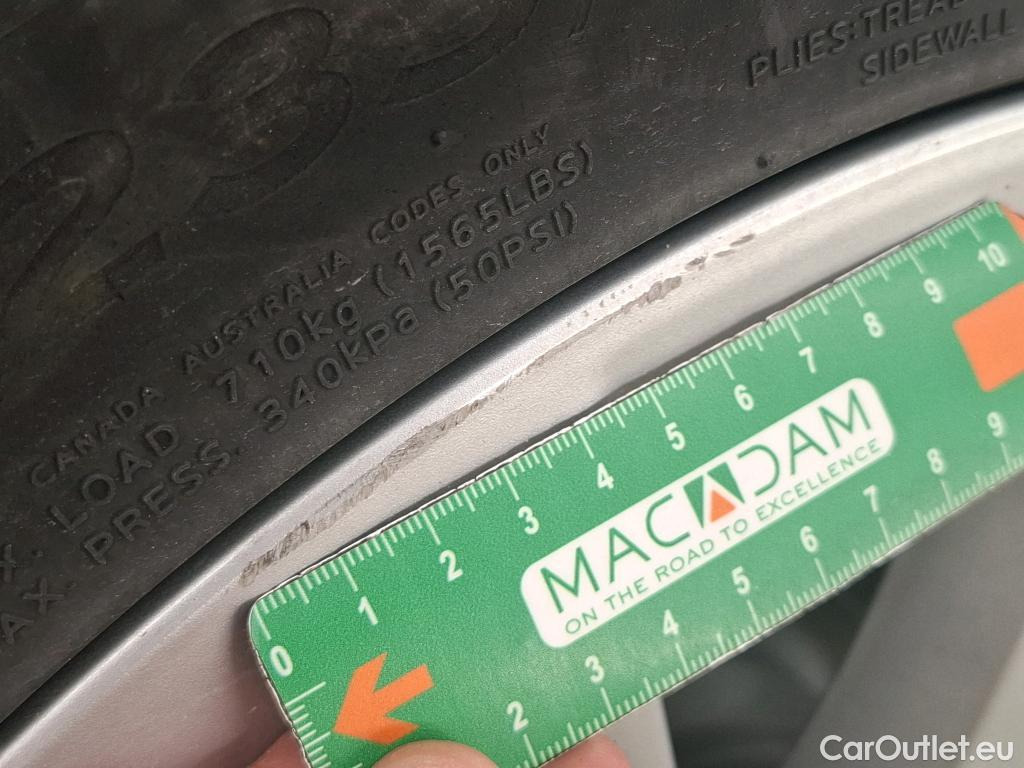 PLIES:TREAD
SIDEWALL
CANADA AUSTRALIA CODES ONLY
LOAD 710kg (1565LBS)
PRESS. 340kPa (50PSI)
0 1 2 3 4 5 6 7 8 9 10
MACADAM
ON THE ROAD TO EXCELLENCE
2 3 4 5 6 7 8 9
CarOutlet.eu